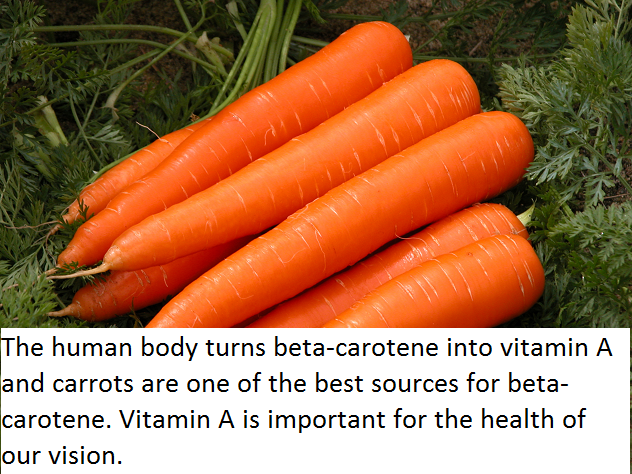 The human body turns beta-carotene into vitamin A
and carrots are one of the best sources for beta-
carotene. Vitamin A is important for the health of
our vision.